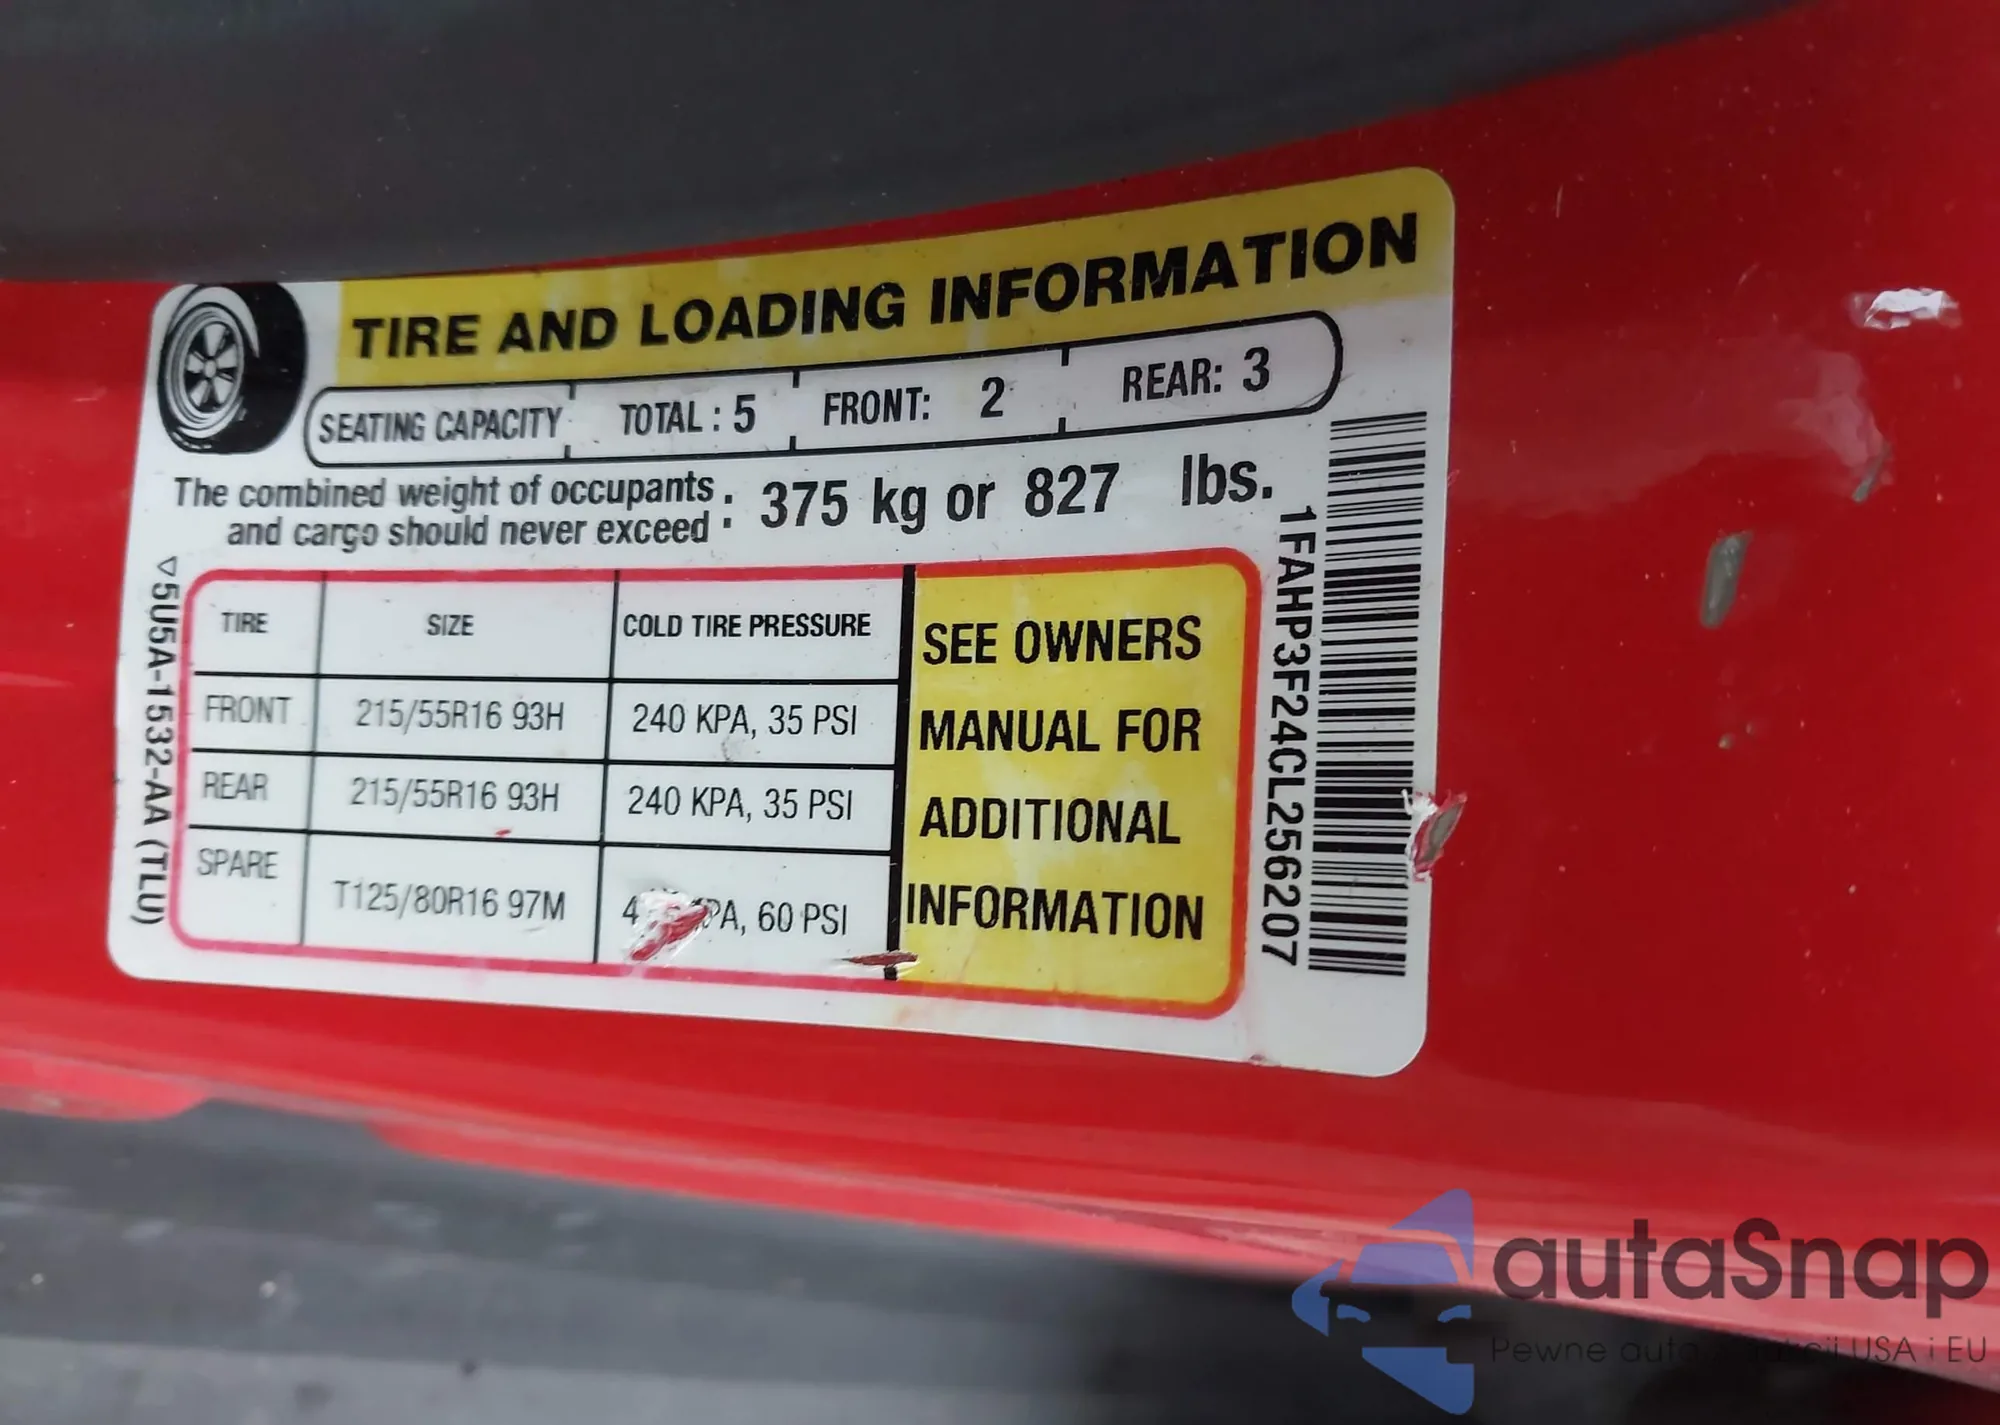 TIRE AND LOADING INFORMATION
SEATING CAPACITY TOTAL : 5 FRONT: 2 REAR: 3
The combined weight of occupants
and cargo should never exceed : 375 kg or 827 lbs.
TIRE SIZE COLD TIRE PRESSURE
FRONT 215/55R16 93H 240 KPA, 35 PSI
REAR 215/55R16 93H 240 KPA, 35 PSI
SPARE T125/80R16 97M 60 PSI
SEE OWNERS
MANUAL FOR
ADDITIONAL
INFORMATION
1FAHP3F24CL256207
▽5U5A-1532-AA (TLU)
autaSnap
Pewne auta USA i EU